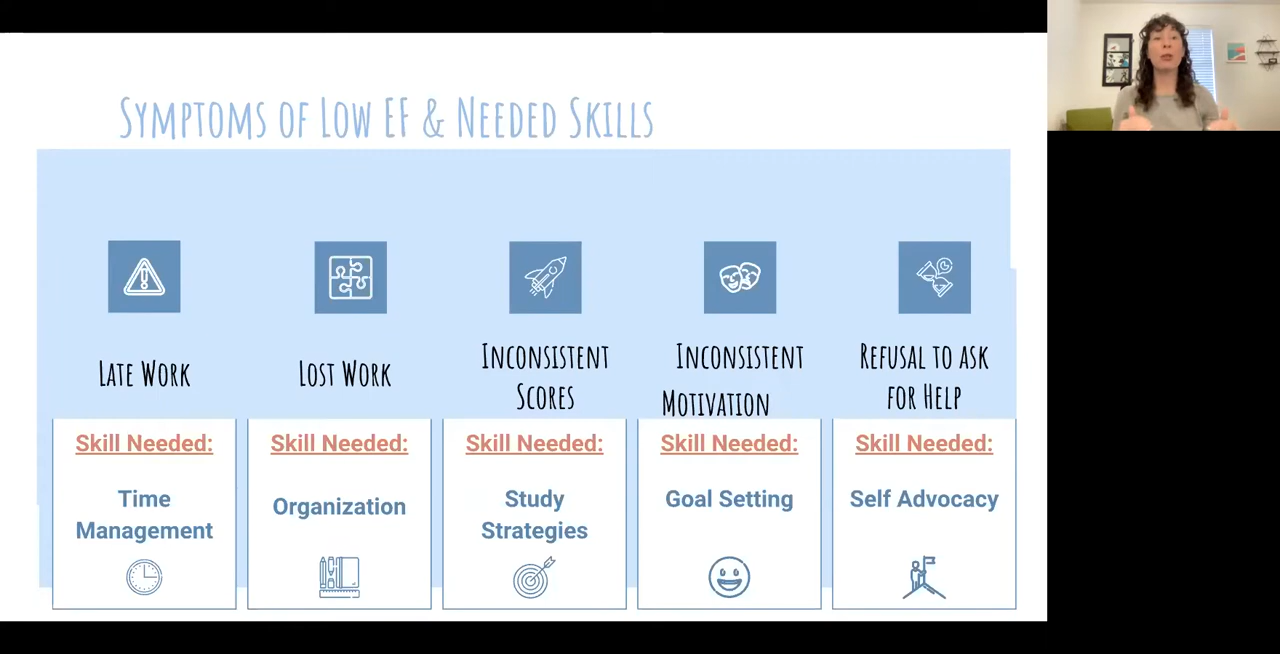 Symptoms of Low EF & Needed Skills
Late Work
Skill Needed:
Time
Management
Lost Work
Skill Needed:
Organization
Inconsistent
Scores
Skill Needed:
Study
Strategies
Inconsistent
Motivation
Skill Needed:
Goal Setting
Refusal to ask
for Help
Skill Needed:
Self Advocacy